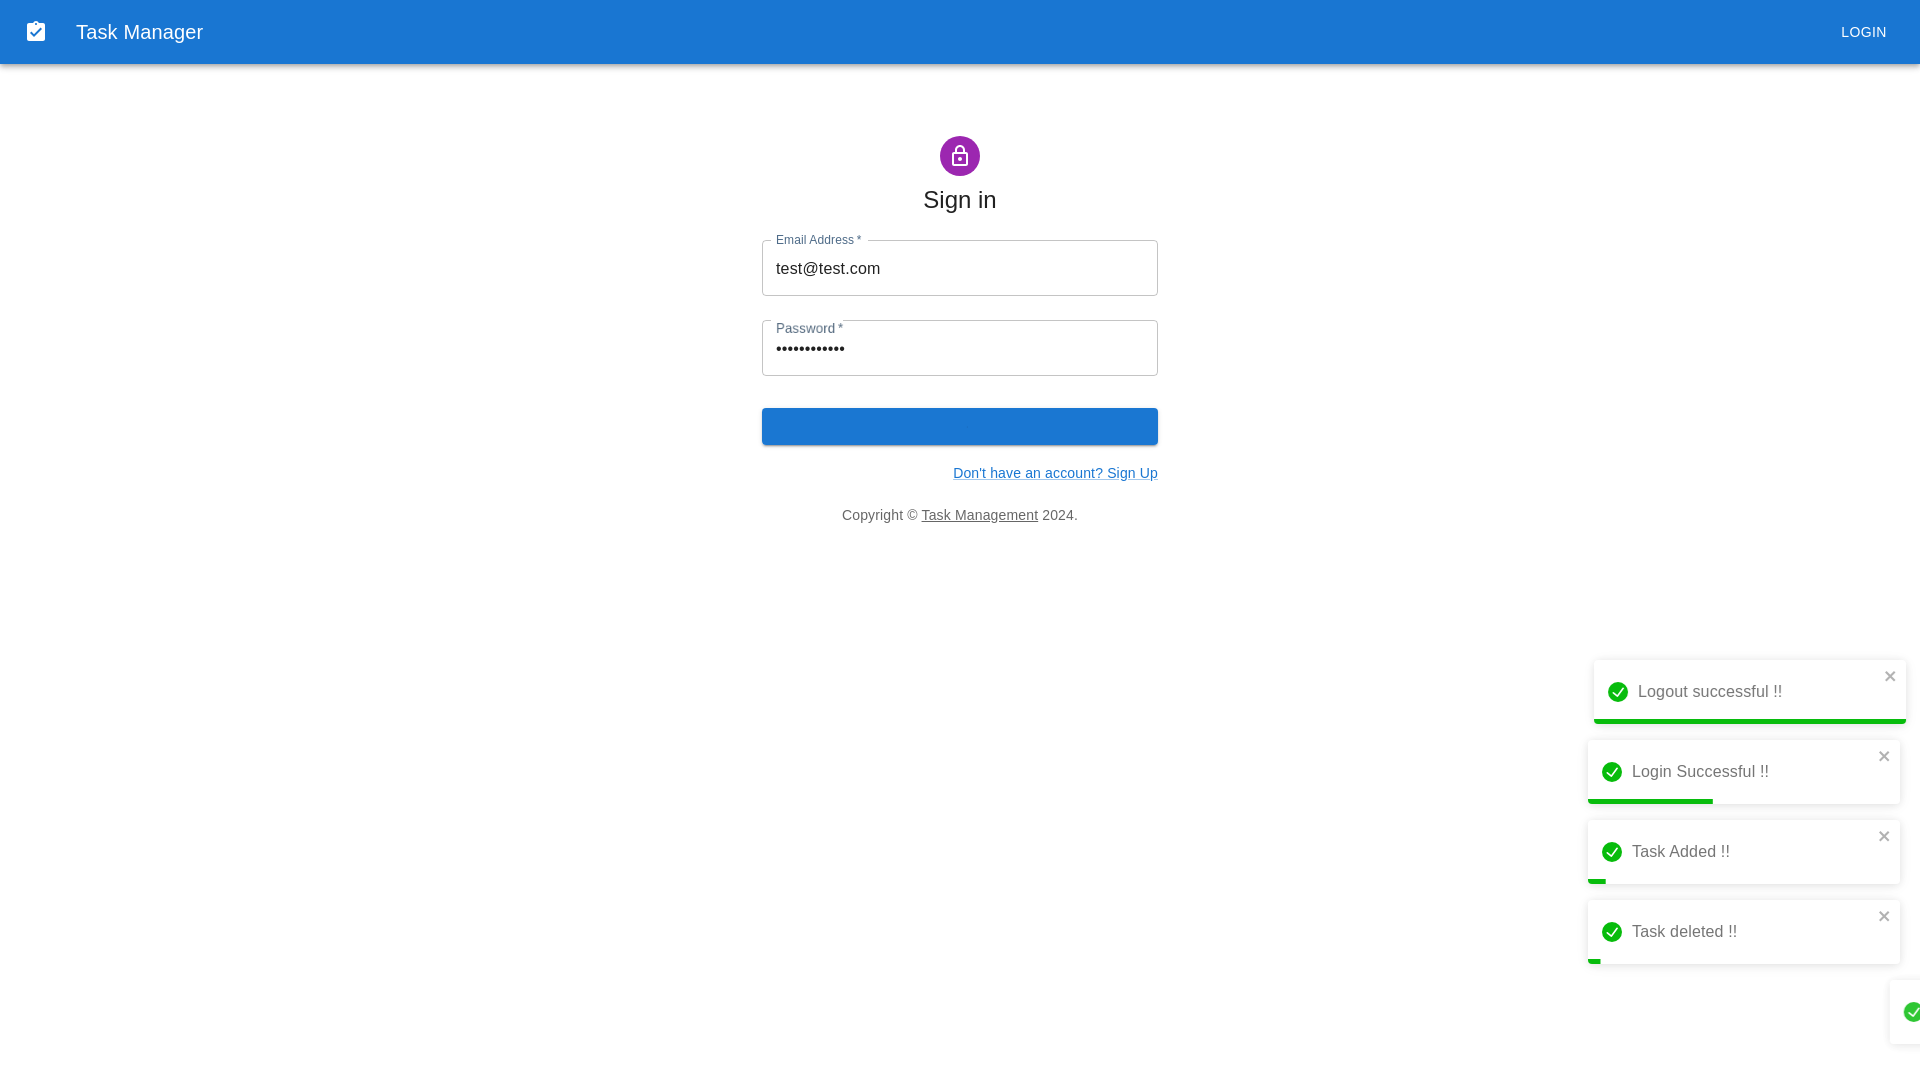 Task Manager
LOGIN
Sign in
Email Address *
test@test.com
Password *
••••••••••••
Don't have an account? Sign Up
Copyright © Task Management 2024.
Logout successful !!
Login Successful !!
Task Added !!
Task deleted !!